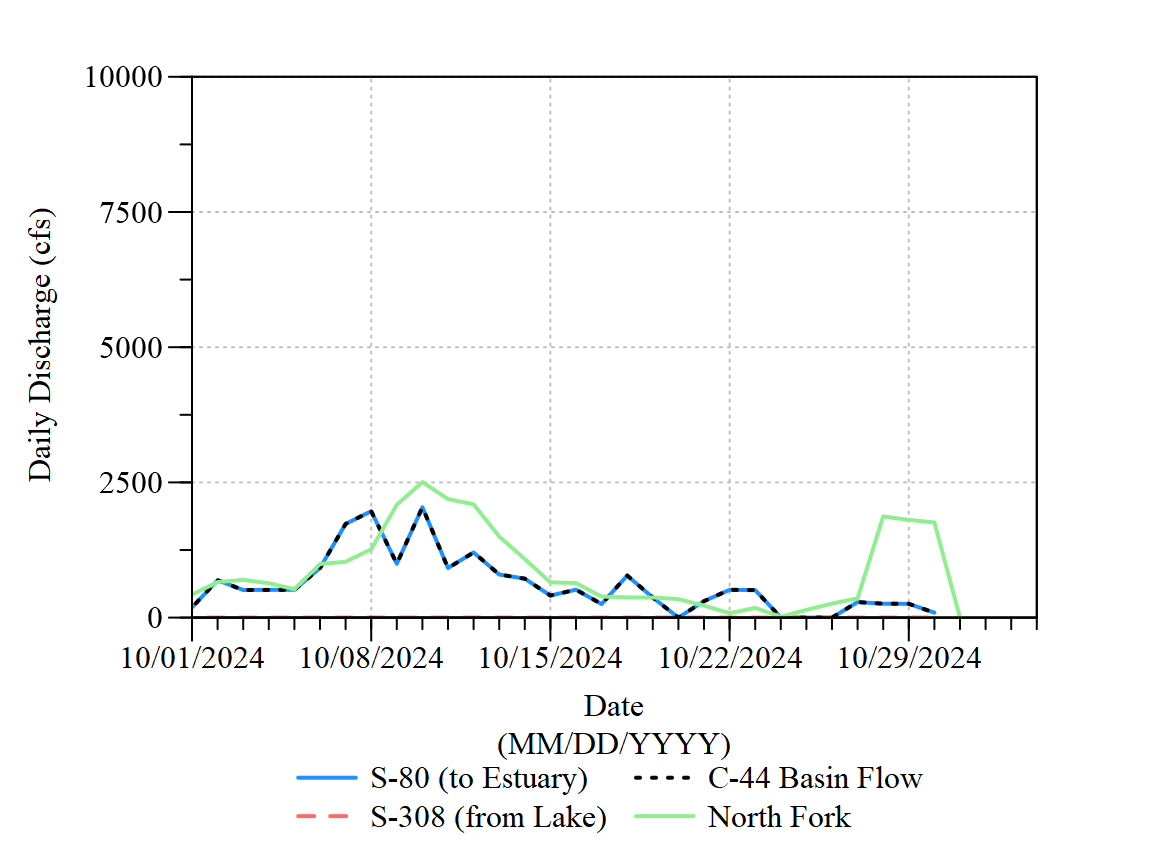 10000
7500
5000
2500
0
Daily Discharge (cfs)
10/01/2024 10/08/2024 10/15/2024 10/22/2024 10/29/2024
Date
(MM/DD/YYYY)
S-80 (to Estuary) C-44 Basin Flow
S-308 (from Lake) North Fork